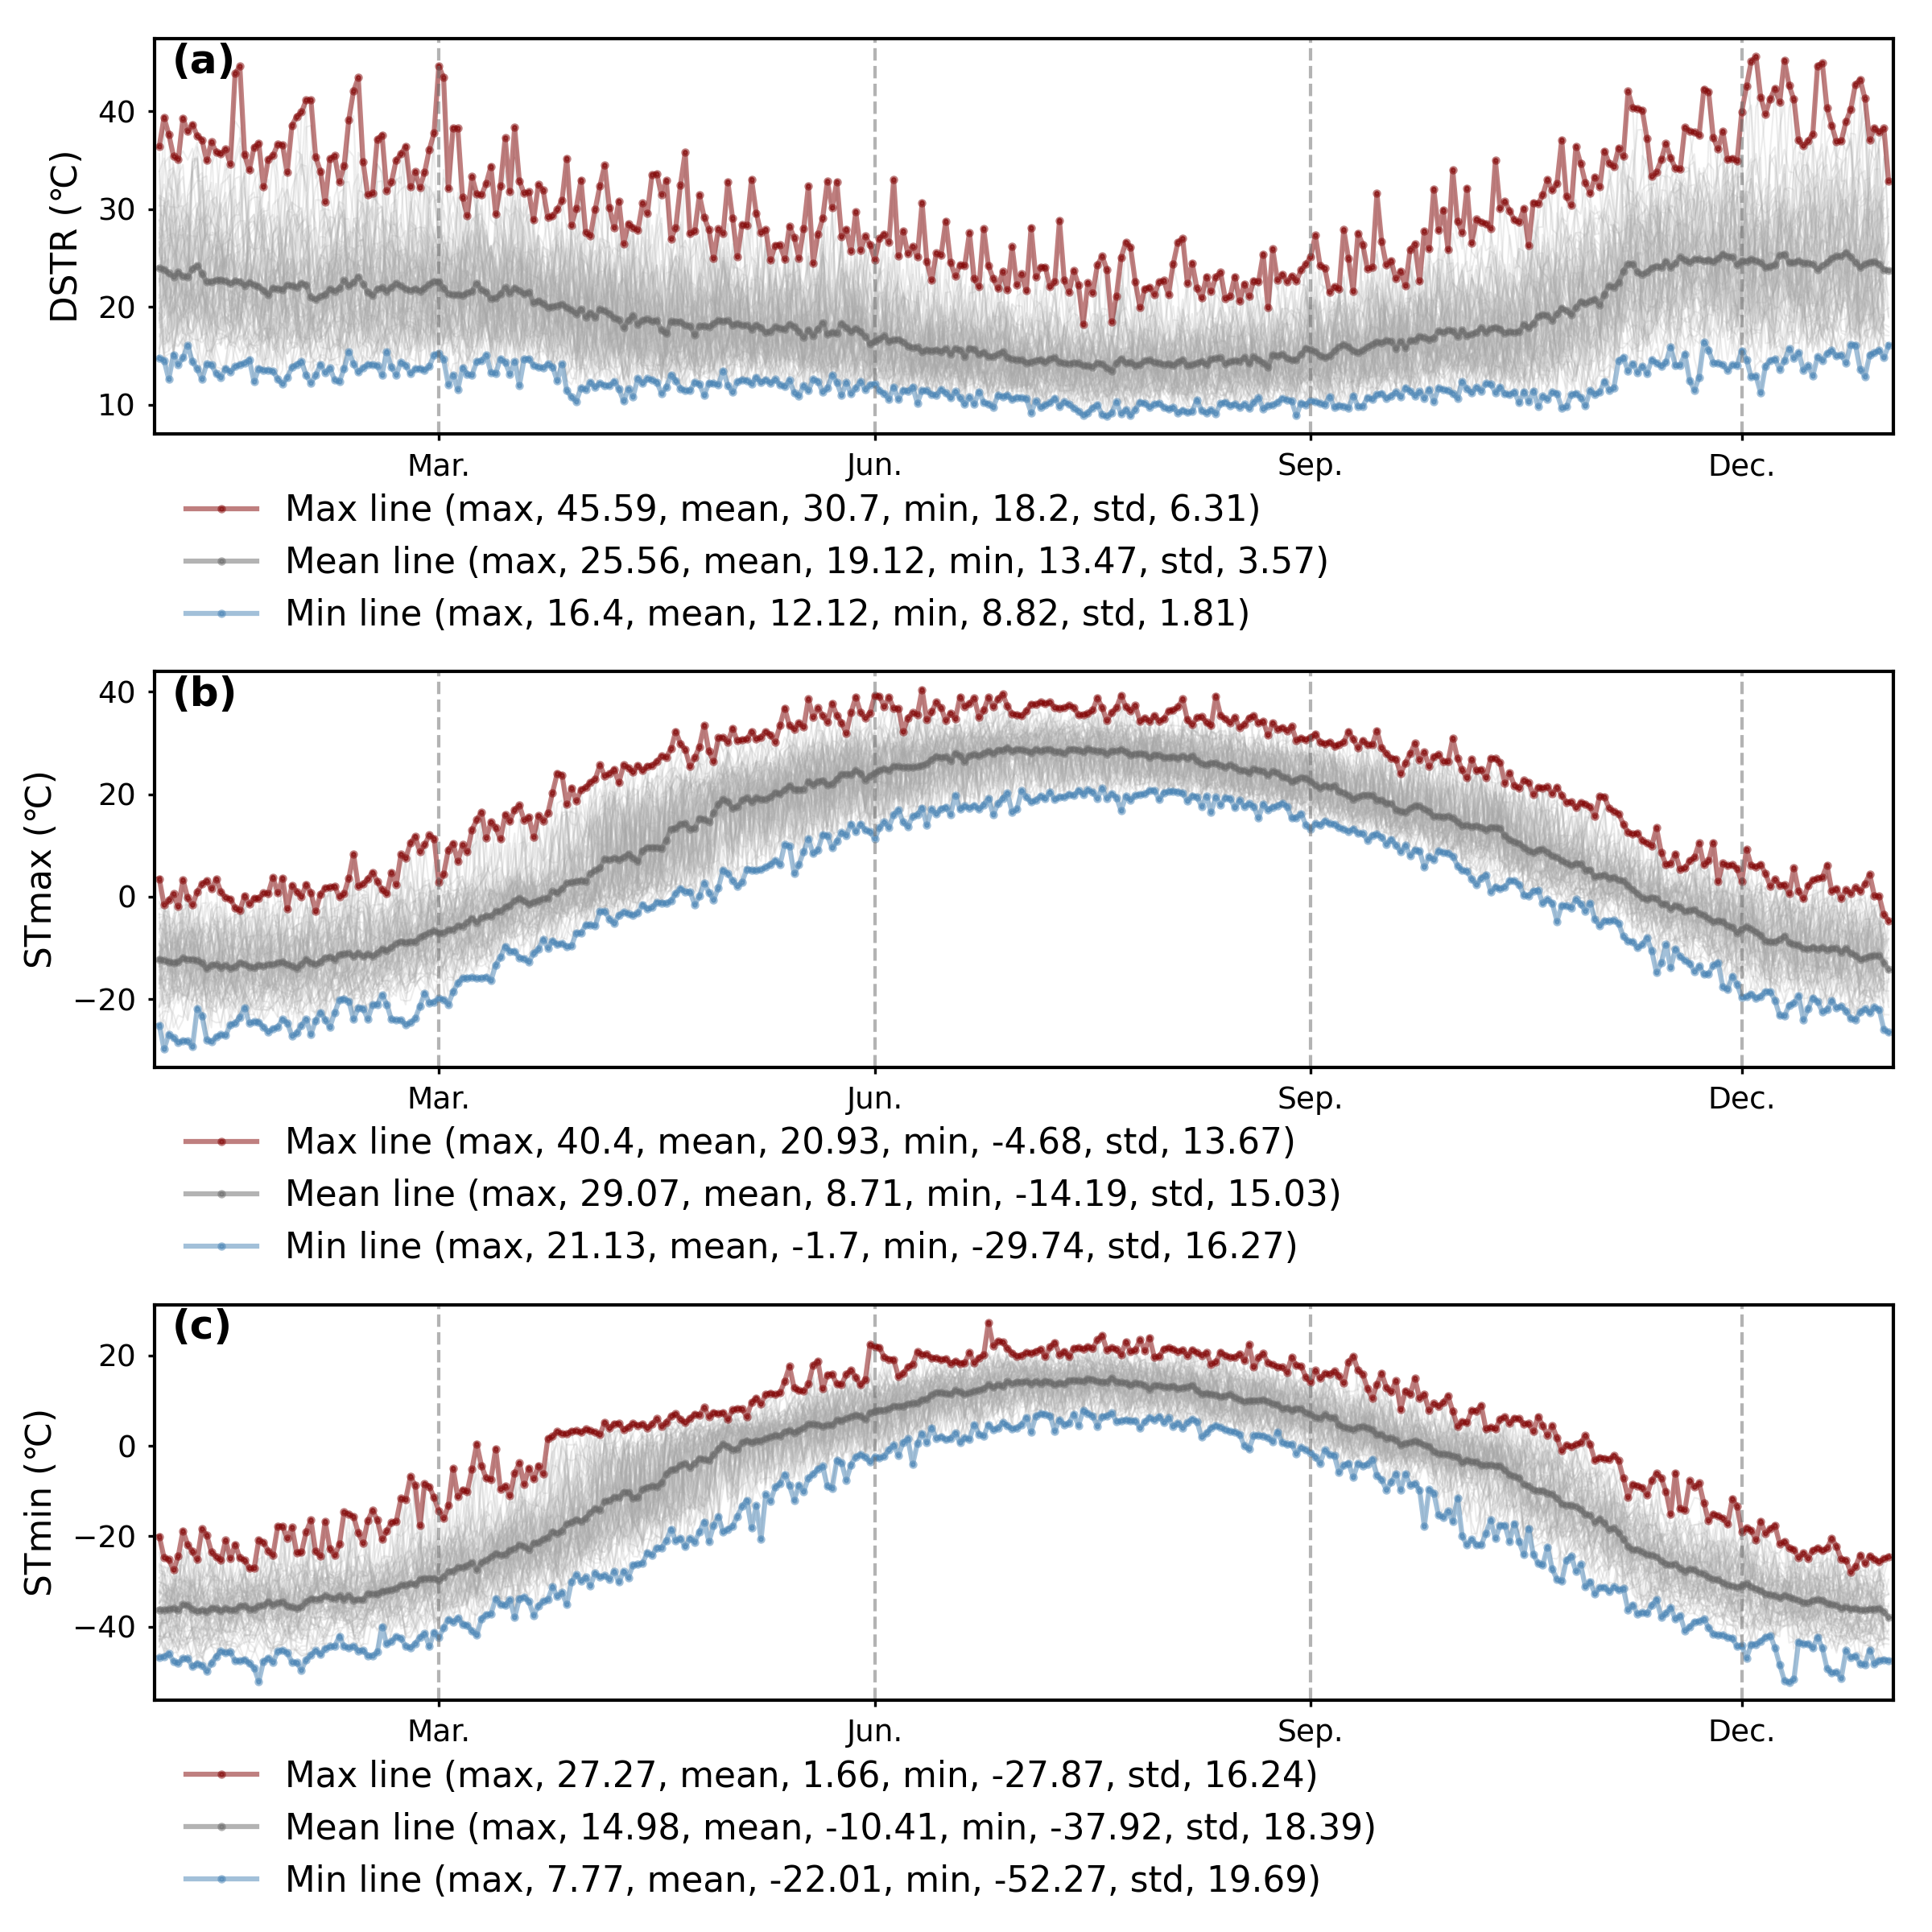 (a)
40
30
20
10
DSTR (℃)
Mar. Jun. Sep. Dec.
Max line (max, 45.59, mean, 30.7, min, 18.2, std, 6.31)
Mean line (max, 25.56, mean, 19.12, min, 13.47, std, 3.57)
Min line (max, 16.4, mean, 12.12, min, 8.82, std, 1.81)
(b)
40
20
0
−20
STmax (℃)
Mar. Jun. Sep. Dec.
Max line (max, 40.4, mean, 20.93, min, -4.68, std, 13.67)
Mean line (max, 29.07, mean, 8.71, min, -14.19, std, 15.03)
Min line (max, 21.13, mean, -1.7, min, -29.74, std, 16.27)
(c)
20
0
−20
−40
STmin (℃)
Mar. Jun. Sep. Dec.
Max line (max, 27.27, mean, 1.66, min, -27.87, std, 16.24)
Mean line (max, 14.98, mean, -10.41, min, -37.92, std, 18.39)
Min line (max, 7.77, mean, -22.01, min, -52.27, std, 19.69)